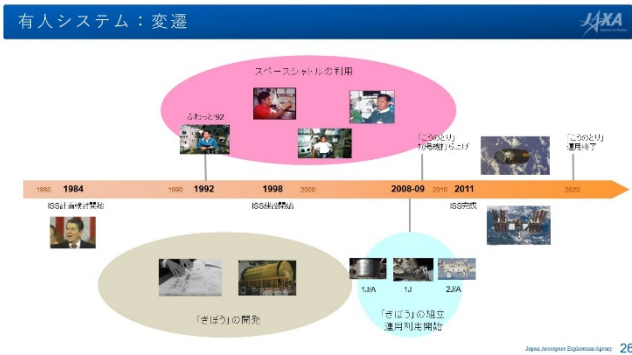 有人システム：変遷
JAXA
スペースシャトルの利用
ふわっと'92
「こうのとり」
初号機打ち上げ
「こうのとり」
運用終了
1980 1984 1990 1992 1998 2000 2008-09 2010 2011 2020
ISS計画検討開始
ISS建設開始
ISS完成
1J/A 1J 2J/A
「きぼう」の開発
「きぼう」の組立
運用利用開始
Japan Aerospace Exploration Agency 26